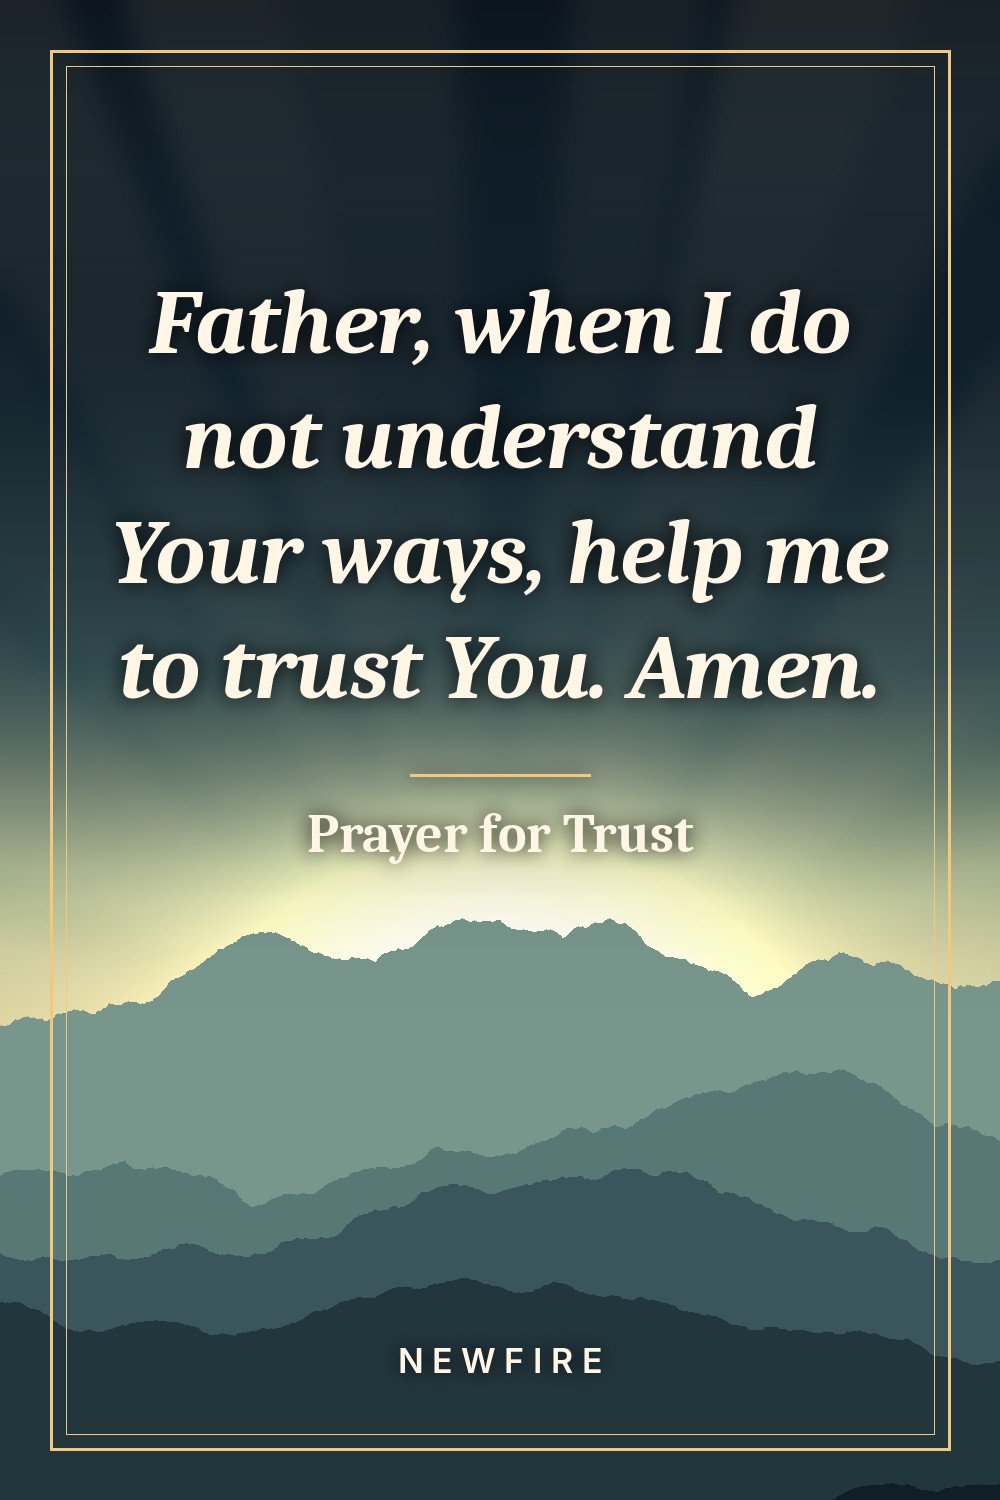 Father, when I do
not understand
Your ways, help me
to trust You. Amen.
Prayer for Trust
NEWFIRE